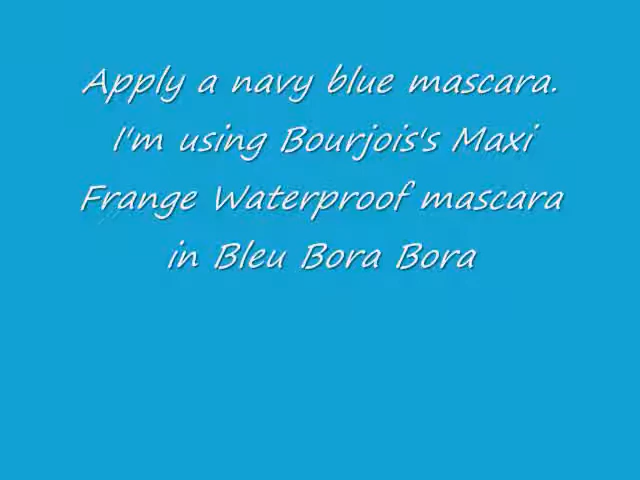 Apply a navy blue mascara.
I'm using Bourjois's Maxi
Frange Waterproof mascara
in Bleu Bora Bora